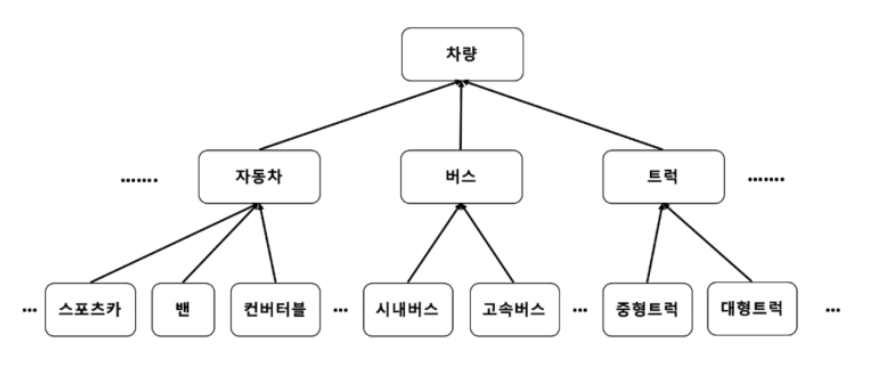 차량
....... 자동차 버스 트럭 .......
... 스포츠카 밴 컨버터블 ... 시내버스 고속버스 ... 중형트럭 대형트럭 ...